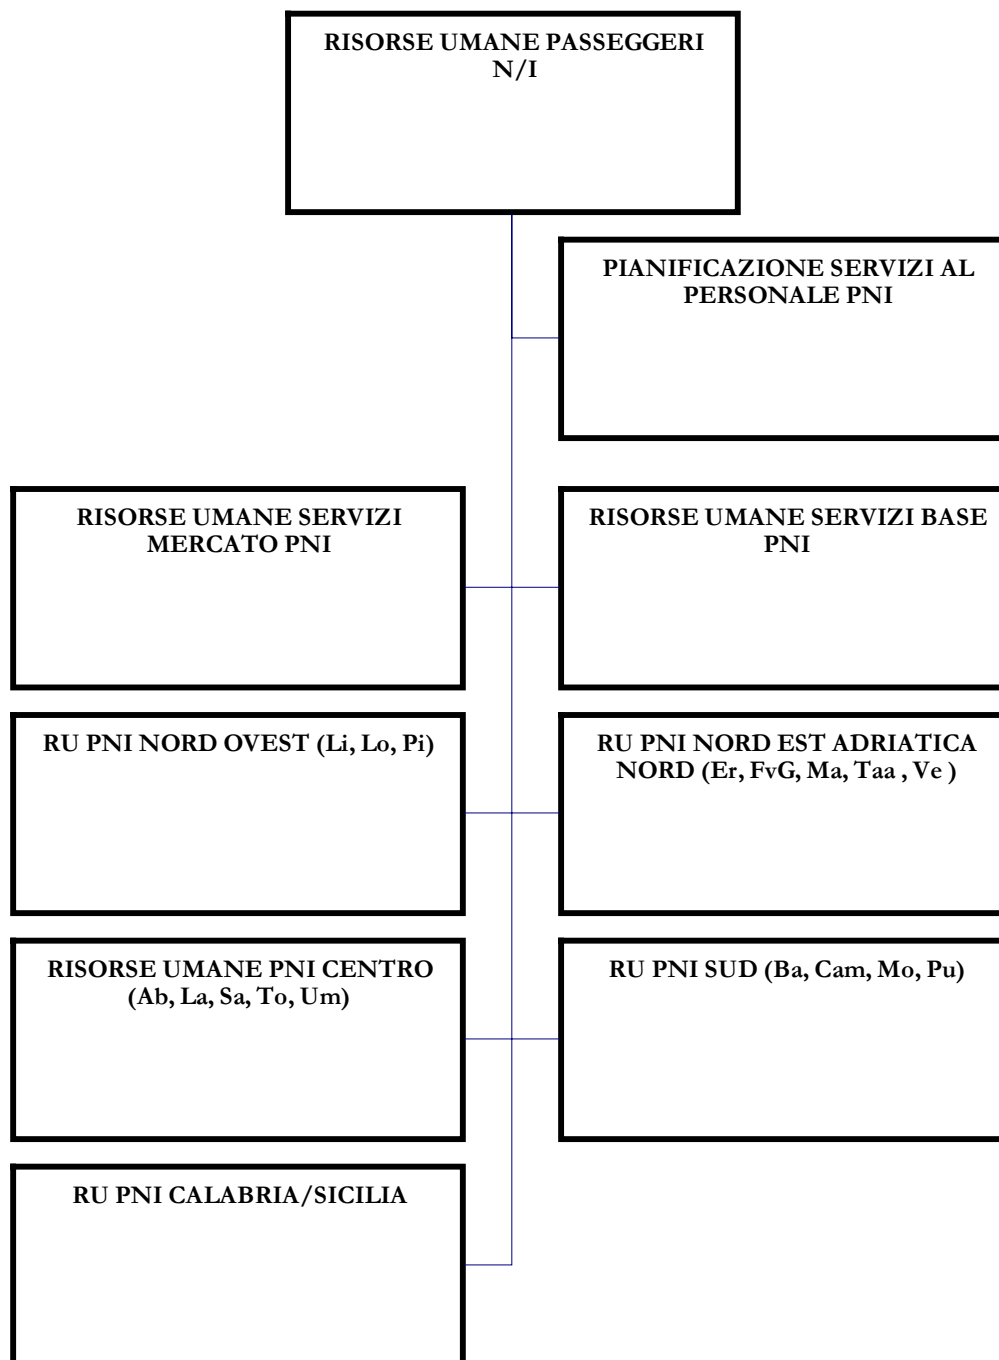 RISORSE UMANE PASSEGGERI
N/I
PIANIFICAZIONE SERVIZI AL
PERSONALE PNI
RISORSE UMANE SERVIZI
MERCATO PNI
RISORSE UMANE SERVIZI BASE
PNI
RU PNI NORD OVEST (Li, Lo, Pi)
RU PNI NORD EST ADRIATICA
NORD (Er, FvG, Ma, Taa , Ve )
RISORSE UMANE PNI CENTRO
(Ab, La, Sa, To, Um)
RU PNI SUD (Ba, Cam, Mo, Pu)
RU PNI CALABRIA/SICILIA